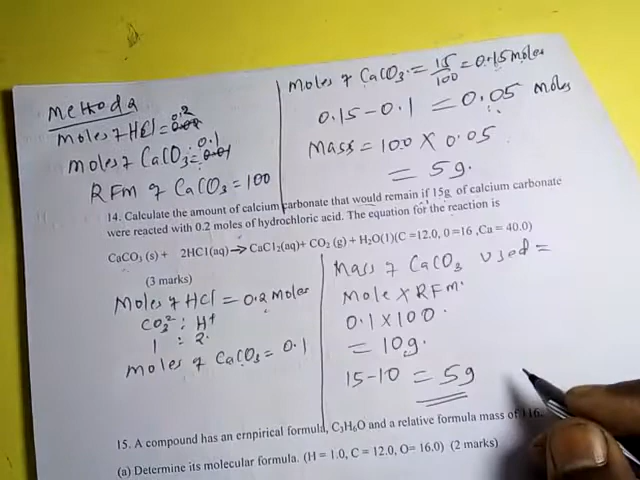 Method a
Moles of HCl = 0.2
Moles of CaCO3 = 0.1
RFM of CaCO3 = 100
Moles of CaCO3 = 15/100 = 0.15 moles
0.15 - 0.1 = 0.05 moles
Mass = 100 X 0.05
= 5g.
14. Calculate the amount of calcium carbonate that would remain if 15g of calcium carbonate
were reacted with 0.2 moles of hydrochloric acid. The equation for the reaction is
CaCO3 (s) + 2HCl(aq) → CaCl2(aq)+ CO2 (g) + H2O(l)(C =12.0, 0 =16 ,Ca = 40.0)
(3 marks)
Moles of HCl = 0.2 Moles
CO3 2- : H+
1 : 2
moles of CaCO3 = 0.1
Mass of CaCO3 used =
Mole X RFM.
0.1 X 100
= 10g.
15-10 = 5g
15. A compound has an ernpirical formula, C3H6O and a relative formula mass of 116.
(a) Determine its molecular formula. (H = 1.0, C = 12.0, O= 16.0) (2 marks)